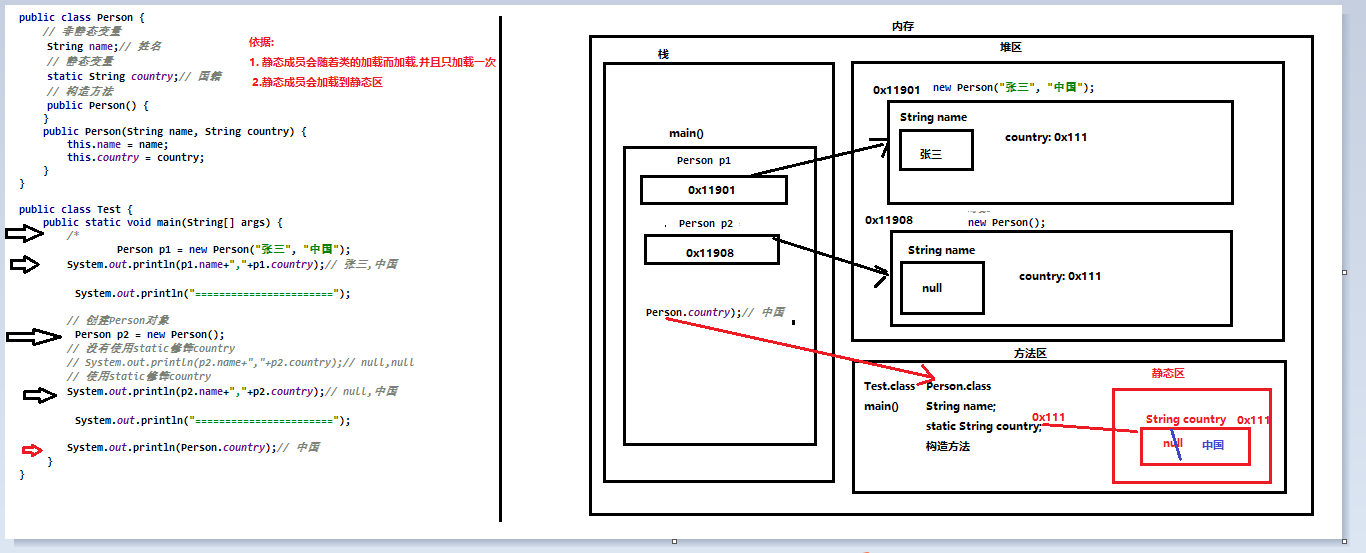 public class Person {
// 非静态变量
String name;// 姓名
// 静态变量
static String country;// 国籍
// 构造方法
public Person() {
}
public Person(String name, String country) {
this.name = name;
this.country = country;
}
}
依据:
1. 静态成员会随着类的加载而加载,并且只加载一次
2.静态成员会加载到静态区
public class Test {
public static void main(String[] args) {
/*
Person p1 = new Person("张三", "中国");
System.out.println(p1.name+","+p1.country);// 张三,中国
System.out.println("=======================");
// 创建Person对象
Person p2 = new Person();
// 没有使用static修饰country
// System.out.println(p2.name+","+p2.country);// null,null
// 使用static修饰country
System.out.println(p2.name+","+p2.country);// null,中国
System.out.println("=======================");
System.out.println(Person.country);// 中国
}
}
内存
栈
main()
Person p1
0x11901
Person p2
0x11908
Person.country);// 中国
堆区
0x11901
new Person("张三", "中国");
String name
张三
country: 0x111
0x11908
new Person();
String name
null
country: 0x111
方法区
Test.class
main()
Person.class
String name;
static String country;
构造方法
0x111
静态区
String country
0x111
null
中国